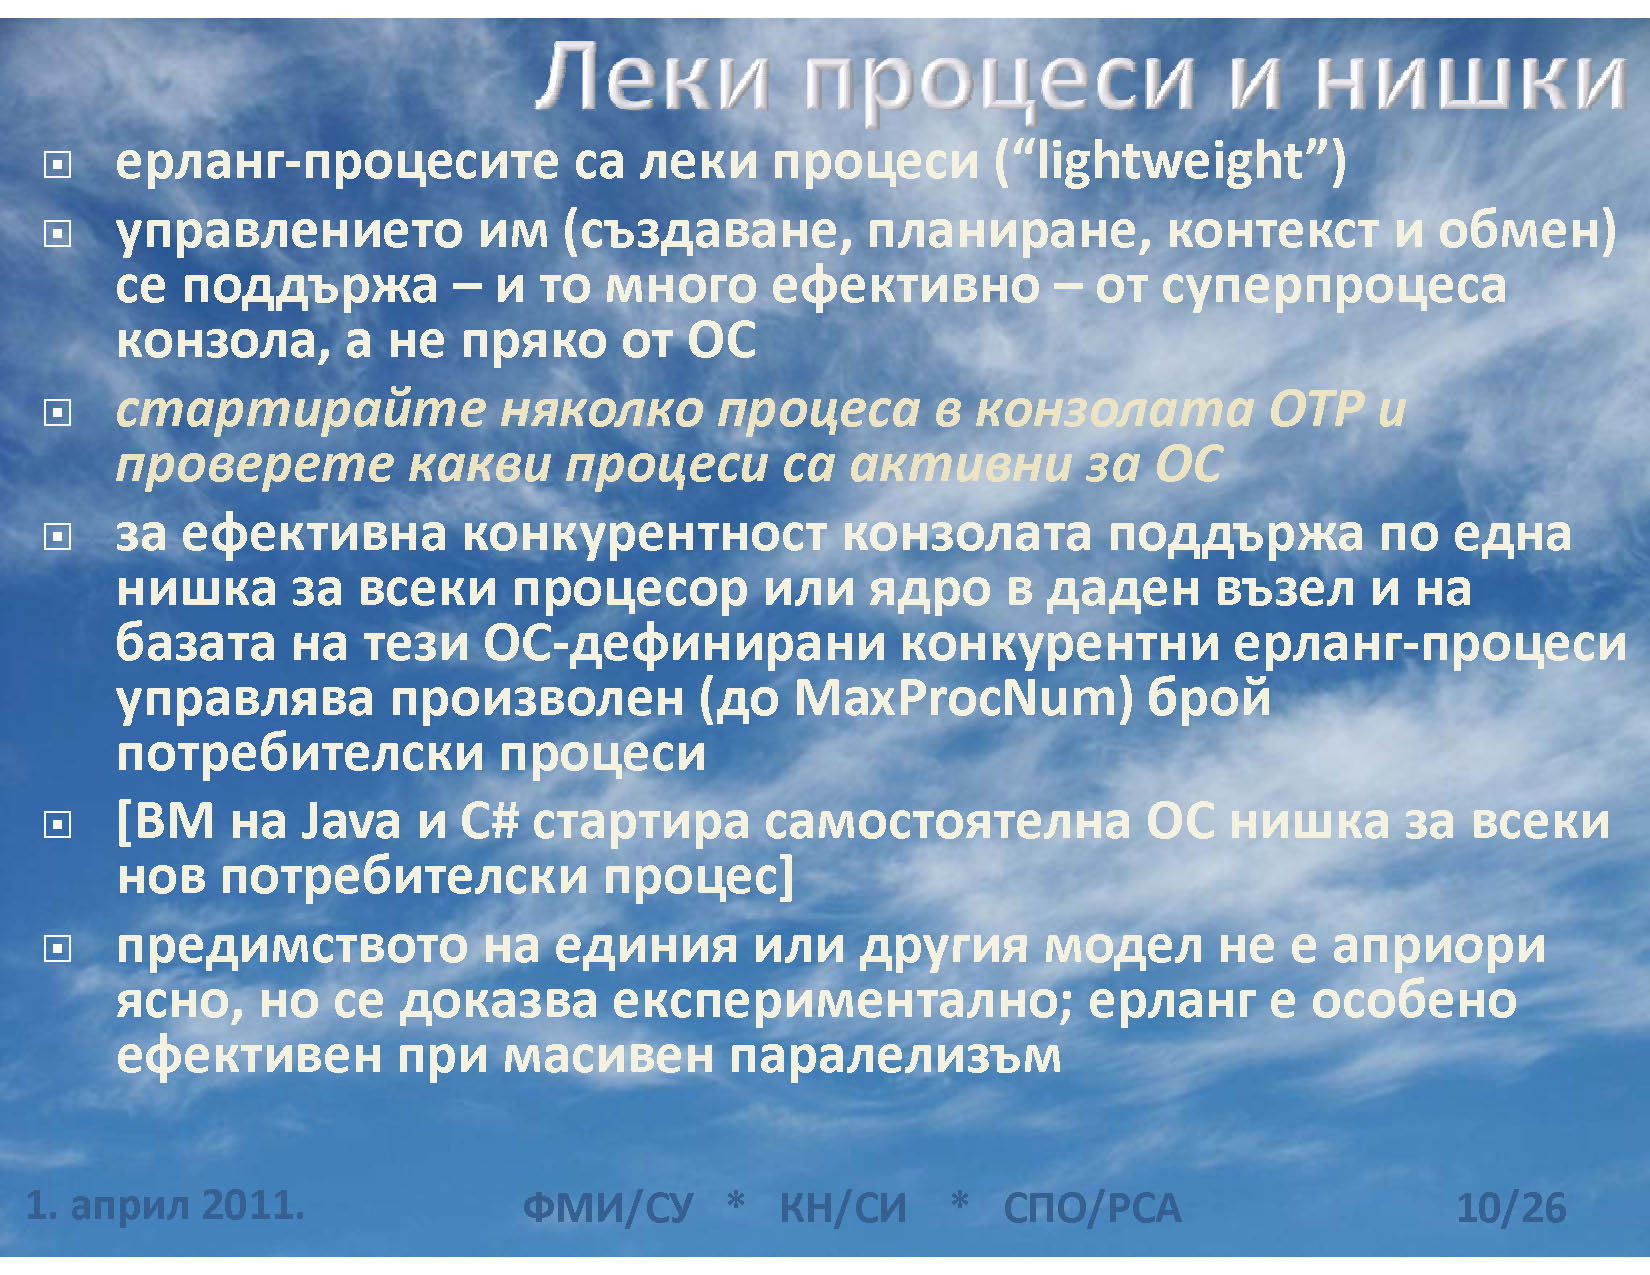 Леки процеси и нишки
ерланг-процесите са леки процеси (“lightweight”)
управлението им (създаване, планиране, контекст и обмен)
се поддържа – и то много ефективно – от суперпроцеса
конзола, а не пряко от ОС
стартирайте няколко процеса в конзолата ОТР и
проверете какви процеси са активни за ОС
за ефективна конкурентност конзолата поддържа по една
нишка за всеки процесор или ядро в даден възел и на
базата на тези ОС-дефинирани конкурентни ерланг-процеси
управлява произволен (до MaxProcNum) брой
потребителски процеси
[ВМ на Java и C# стартира самостоятелна ОС нишка за всеки
нов потребителски процес]
предимството на единия или другия модел не е априори
ясно, но се доказва експериментално; ерланг е особено
ефективен при масивен паралелизъм
1. април 2011. ФМИ/СУ * КН/СИ * СПО/РСА 10/26